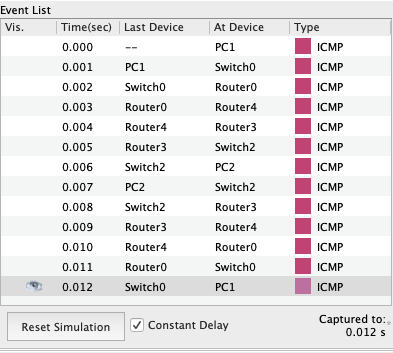 Event List
Vis. Time(sec) Last Device At Device Type
0.000 -- PC1 ICMP
0.001 PC1 Switch0 ICMP
0.002 Switch0 Router0 ICMP
0.003 Router0 Router4 ICMP
0.004 Router4 Router3 ICMP
0.005 Router3 Switch2 ICMP
0.006 Switch2 PC2 ICMP
0.007 PC2 Switch2 ICMP
0.008 Switch2 Router3 ICMP
0.009 Router3 Router4 ICMP
0.010 Router4 Router0 ICMP
0.011 Router0 Switch0 ICMP
0.012 Switch0 PC1 ICMP
Reset Simulation Constant Delay Captured to:
0.012 s